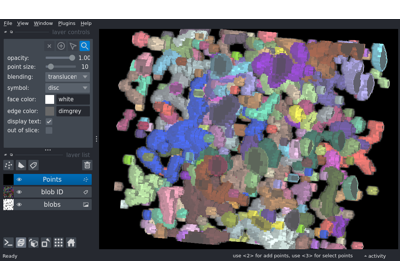 File View Window Plugins Help
layer controls
opacity: 1.00
point size: 10
blending: translucen
symbol: disc
face color: white
edge color: dimgrey
display text:
out of slice:
layer list
Points
blob ID
blobs
Ready
use <2> for add points, use <3> for select points
activity